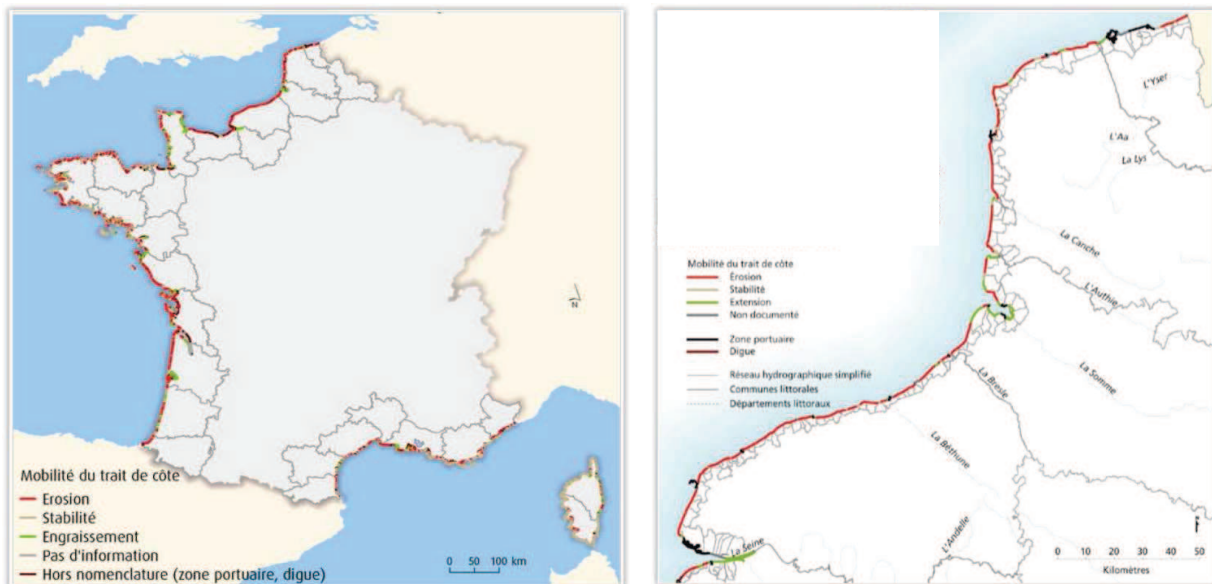 N
Mobilité du trait de côte
Erosion
Stabilité
Engraissement
Pas d'information
Hors nomenclature (zone portuaire, digue)
0 50 100 km
L'Yser
L'Aa
La Lys
La Canche
L'Authie
La Somme
La Bresle
La Béthune
L'Andelle
La Seine
Mobilité du trait de côte
Érosion
Stabilité
Extension
Non documenté
Zone portuaire
Digue
Réseau hydrographique simplifié
Communes littorales
Départements littoraux
0 10 20 30 40 50
Kilomètres